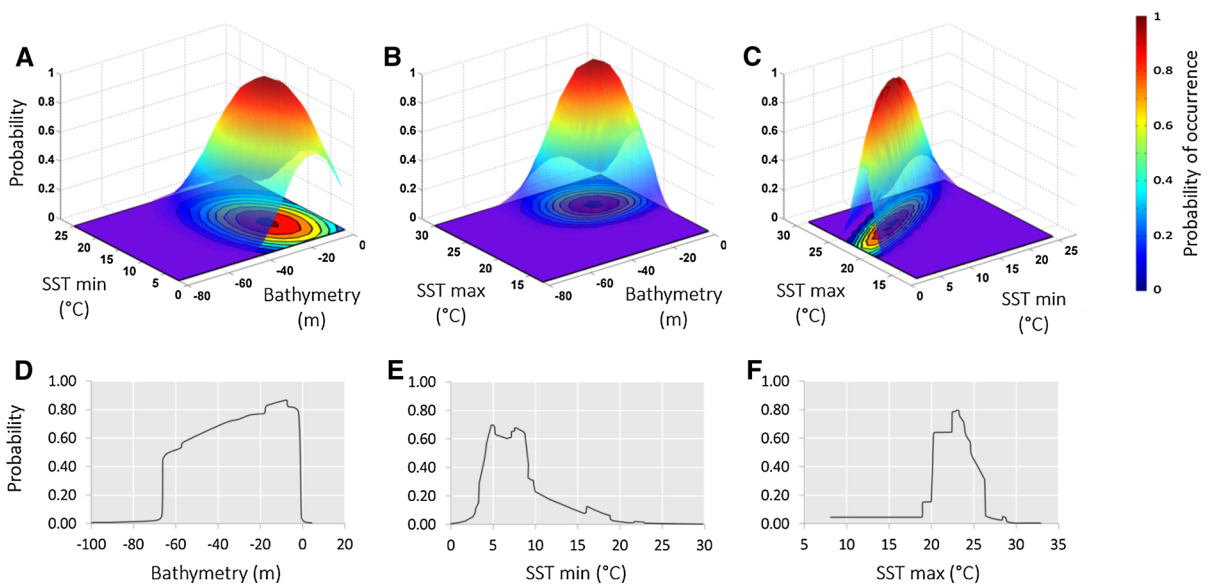 A
B
C
Probability
1
0.8
0.6
0.4
0.2
0
25
20
15
10
5
0
-80
-60
-40
-20
0
SST min
(°C)
Bathymetry
(m)
1
0.8
0.6
0.4
0.2
0
30
25
20
15
-80
-60
-40
-20
0
SST max
(°C)
Bathymetry
(m)
1
0.8
0.6
0.4
0.2
0
30
25
20
15
0
5
10
15
20
25
SST max
(°C)
SST min
(°C)
1
0.8
0.6
0.4
0.2
0
Probability of occurrence
D
Probability
1.00
0.80
0.60
0.40
0.20
0.00
-100 -80 -60 -40 -20 0 20
Bathymetry (m)
E
1.00
0.80
0.60
0.40
0.20
0.00
0 5 10 15 20 25 30
SST min (°C)
F
1.00
0.80
0.60
0.40
0.20
0.00
5 10 15 20 25 30 35
SST max (°C)